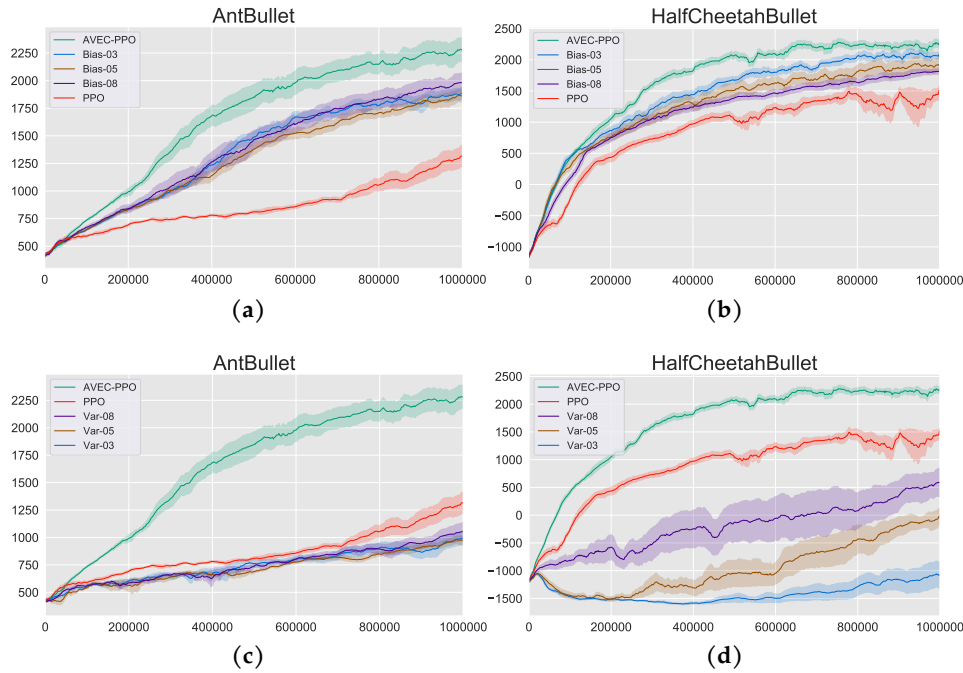 AntBullet
AVEC-PPO
Bias-03
Bias-05
Bias-08
PPO
2250
2000
1750
1500
1250
1000
750
500
0 200000 400000 600000 800000 1000000
(a)
HalfCheetahBullet
AVEC-PPO
Bias-03
Bias-05
Bias-08
PPO
2500
2000
1500
1000
500
0
−500
−1000
0 200000 400000 600000 800000 1000000
(b)
AntBullet
AVEC-PPO
PPO
Var-08
Var-05
Var-03
2250
2000
1750
1500
1250
1000
750
500
0 200000 400000 600000 800000 1000000
(c)
HalfCheetahBullet
AVEC-PPO
PPO
Var-08
Var-05
Var-03
2500
2000
1500
1000
500
0
−500
−1000
−1500
0 200000 400000 600000 800000 1000000
(d)